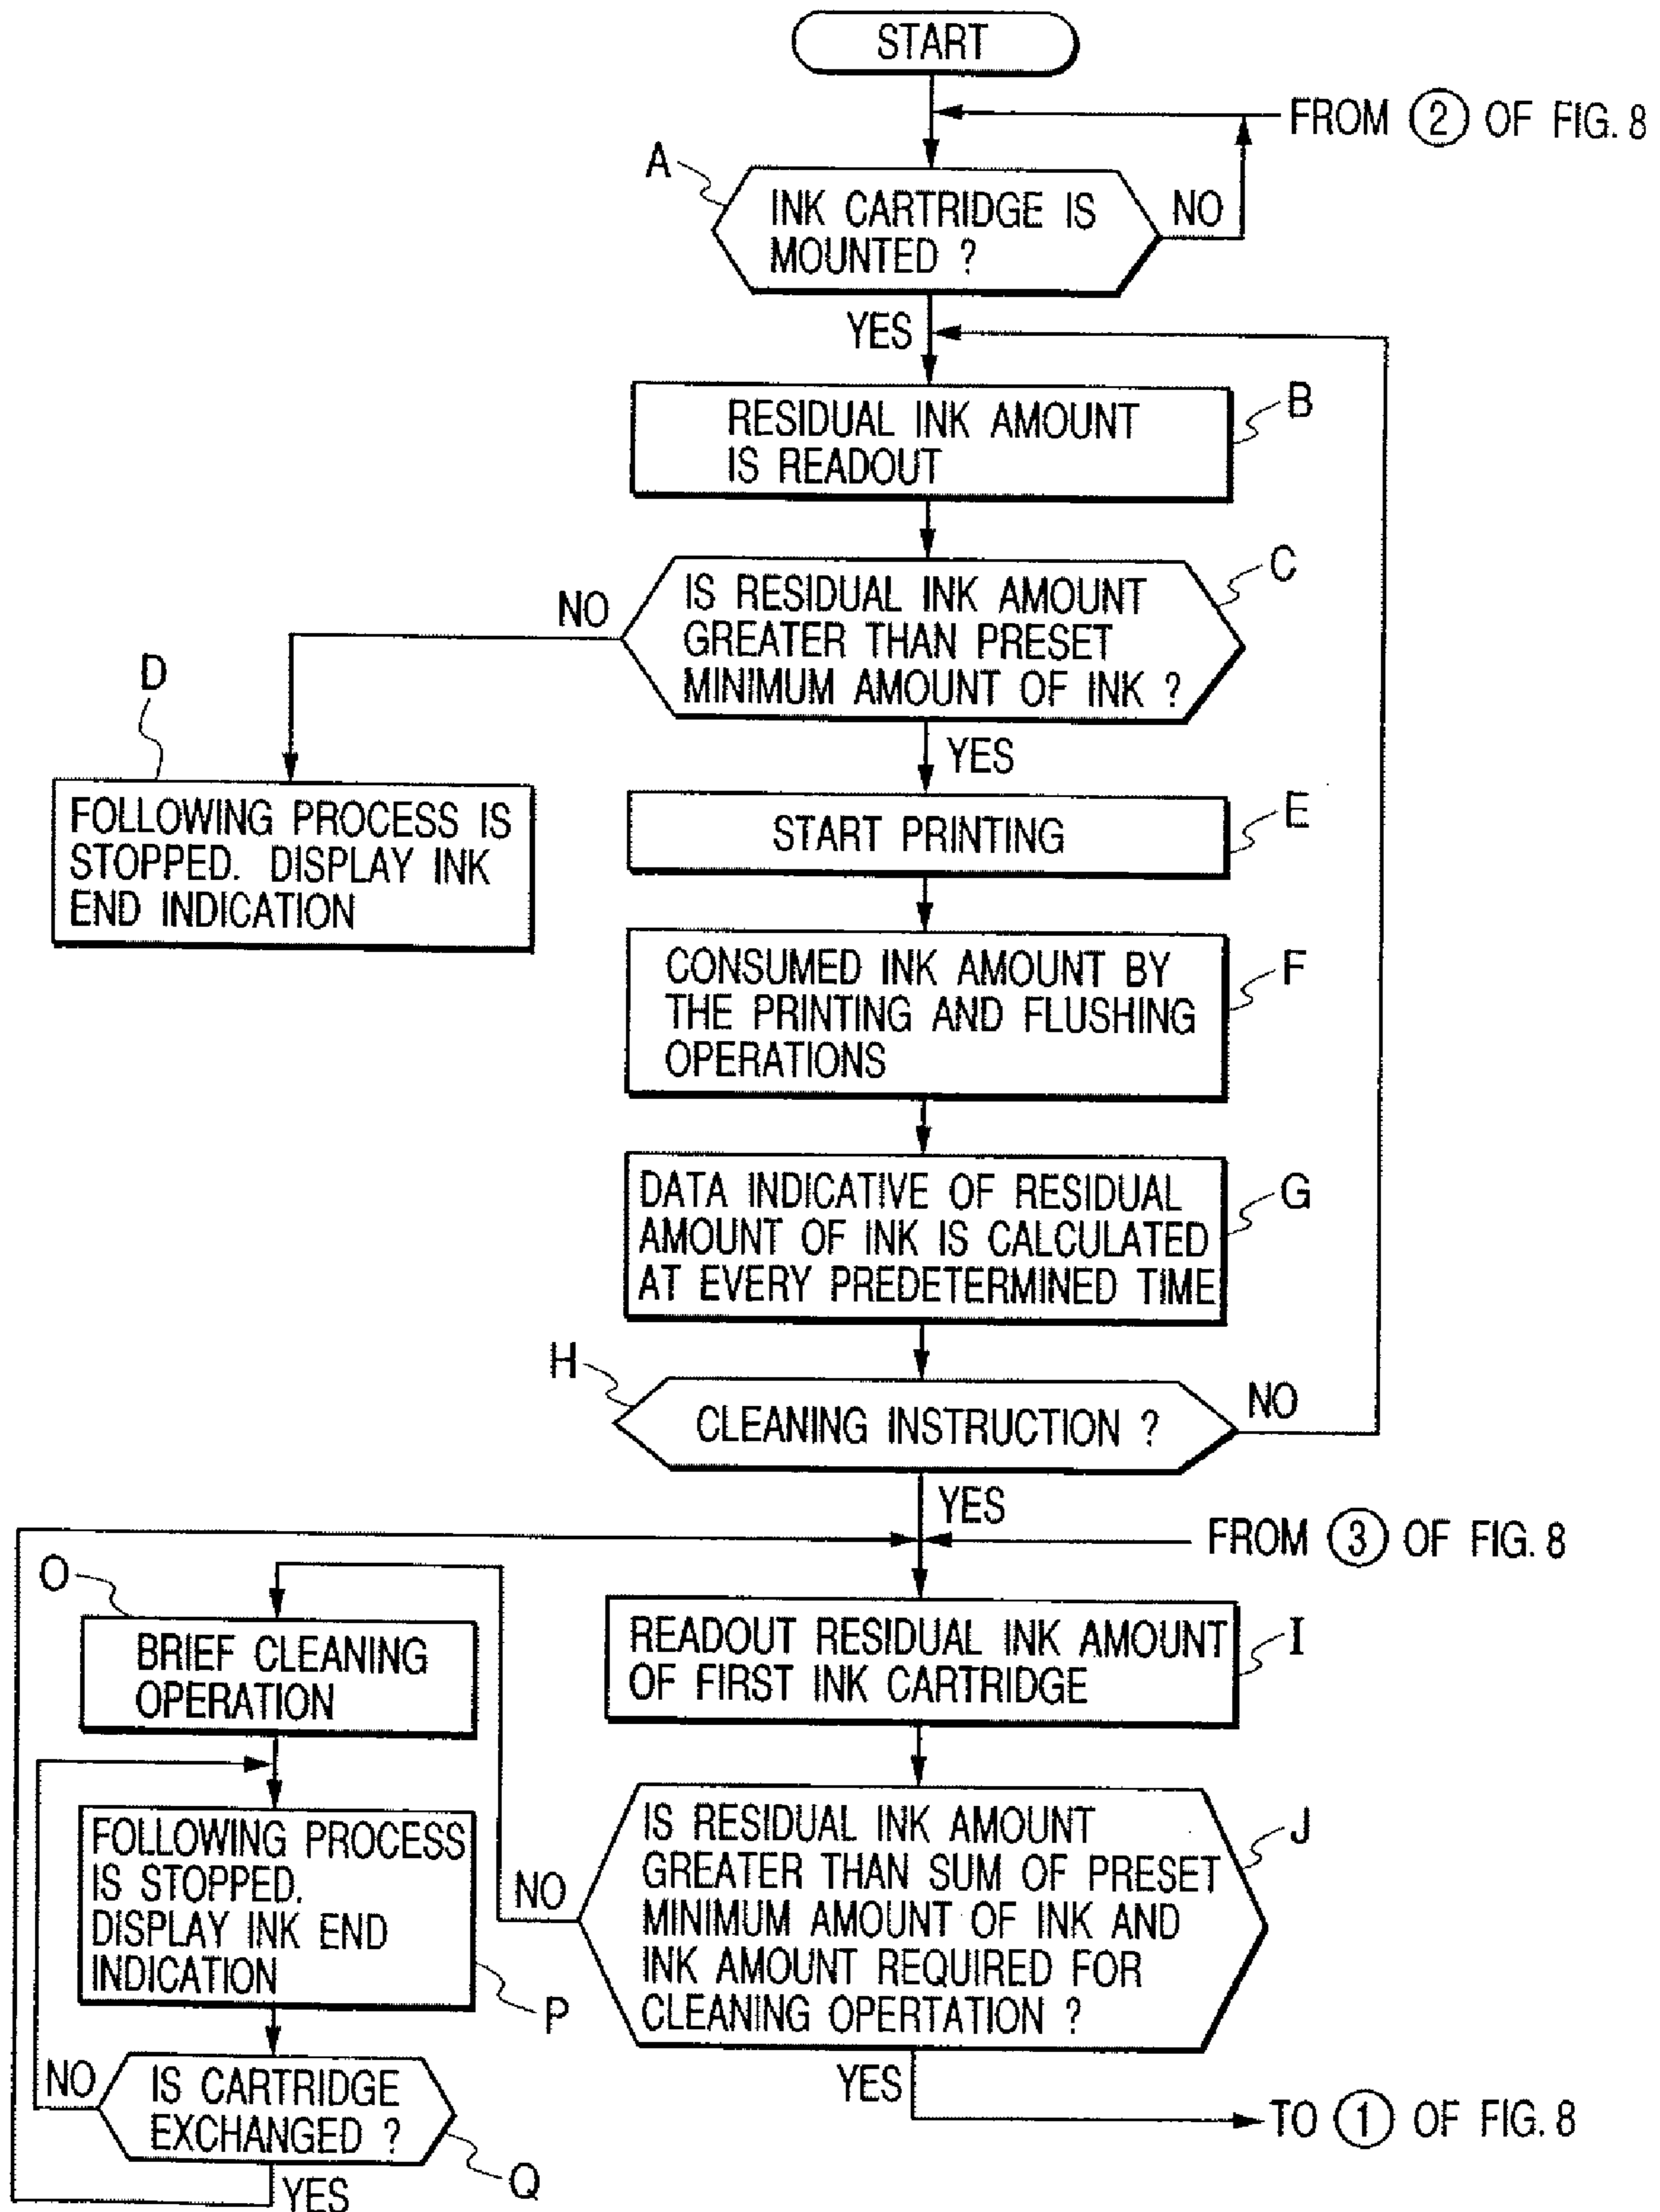 START
FROM ② OF FIG. 8
A
INK CARTRIDGE IS
MOUNTED ?
NO
YES
RESIDUAL INK AMOUNT
IS READOUT
B
IS RESIDUAL INK AMOUNT
GREATER THAN PRESET
MINIMUM AMOUNT OF INK ?
C
NO
D
YES
FOLLOWING PROCESS IS
STOPPED. DISPLAY INK
END INDICATION
START PRINTING
E
CONSUMED INK AMOUNT BY
THE PRINTING AND FLUSHING
OPERATIONS
F
DATA INDICATIVE OF RESIDUAL
AMOUNT OF INK IS CALCULATED
AT EVERY PREDETERMINED TIME
G
H
CLEANING INSTRUCTION ?
NO
YES
FROM ③ OF FIG. 8
O
BRIEF CLEANING
OPERATION
READOUT RESIDUAL INK AMOUNT
OF FIRST INK CARTRIDGE
I
FOLLOWING PROCESS
IS STOPPED.
DISPLAY INK END
INDICATION
P
NO
IS RESIDUAL INK AMOUNT
GREATER THAN SUM OF PRESET
MINIMUM AMOUNT OF INK AND
INK AMOUNT REQUIRED FOR
CLEANING OPERTATION ?
J
NO
IS CARTRIDGE
EXCHANGED ?
Q
YES
YES
TO ① OF FIG. 8